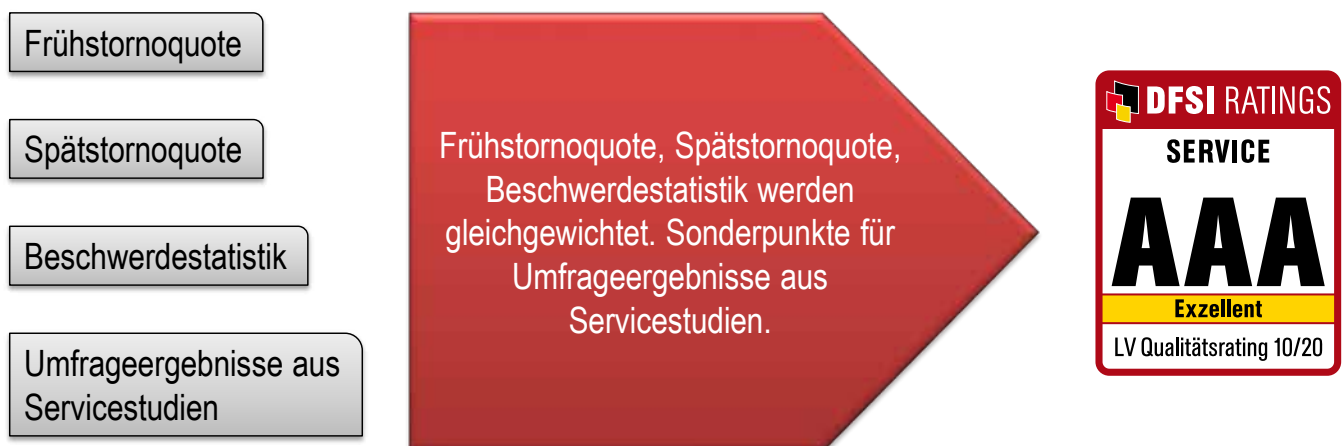 Frühstornoquote
Spätstornoquote
Beschwerdestatistik
Umfrageergebnisse aus
Servicestudien
Frühstornoquote, Spätstornoquote,
Beschwerdestatistik werden
gleichgewichtet. Sonderpunkte für
Umfrageergebnisse aus
Servicestudien.
DFSI RATINGS
SERVICE
AAA
Exzellent
LV Qualitätsrating 10/20